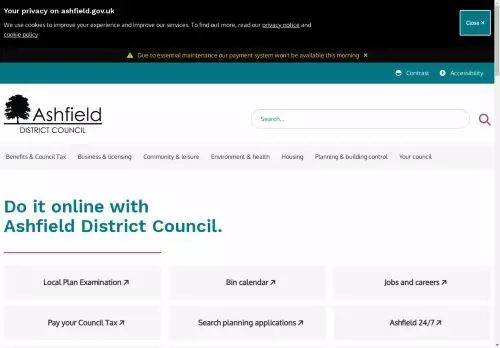 Your privacy on ashfield.gov.uk
We use cookies to improve your experience and improve our services. To find out more, read our privacy notice and
cookie policy
Close ×
⚠ Due to essential maintenance our payment system won't be available this morning ×
Contrast
Accessibility
Ashfield
DISTRICT COUNCIL
Search...
Benefits & Council Tax Business & licensing Community & leisure Environment & health Housing Planning & building control Your council
Do it online with
Ashfield District Council.
Local Plan Examination ↗
Bin calendar ↗
Jobs and careers ↗
Pay your Council Tax ↗
Search planning applications ↗
Ashfield 24/7 ↗